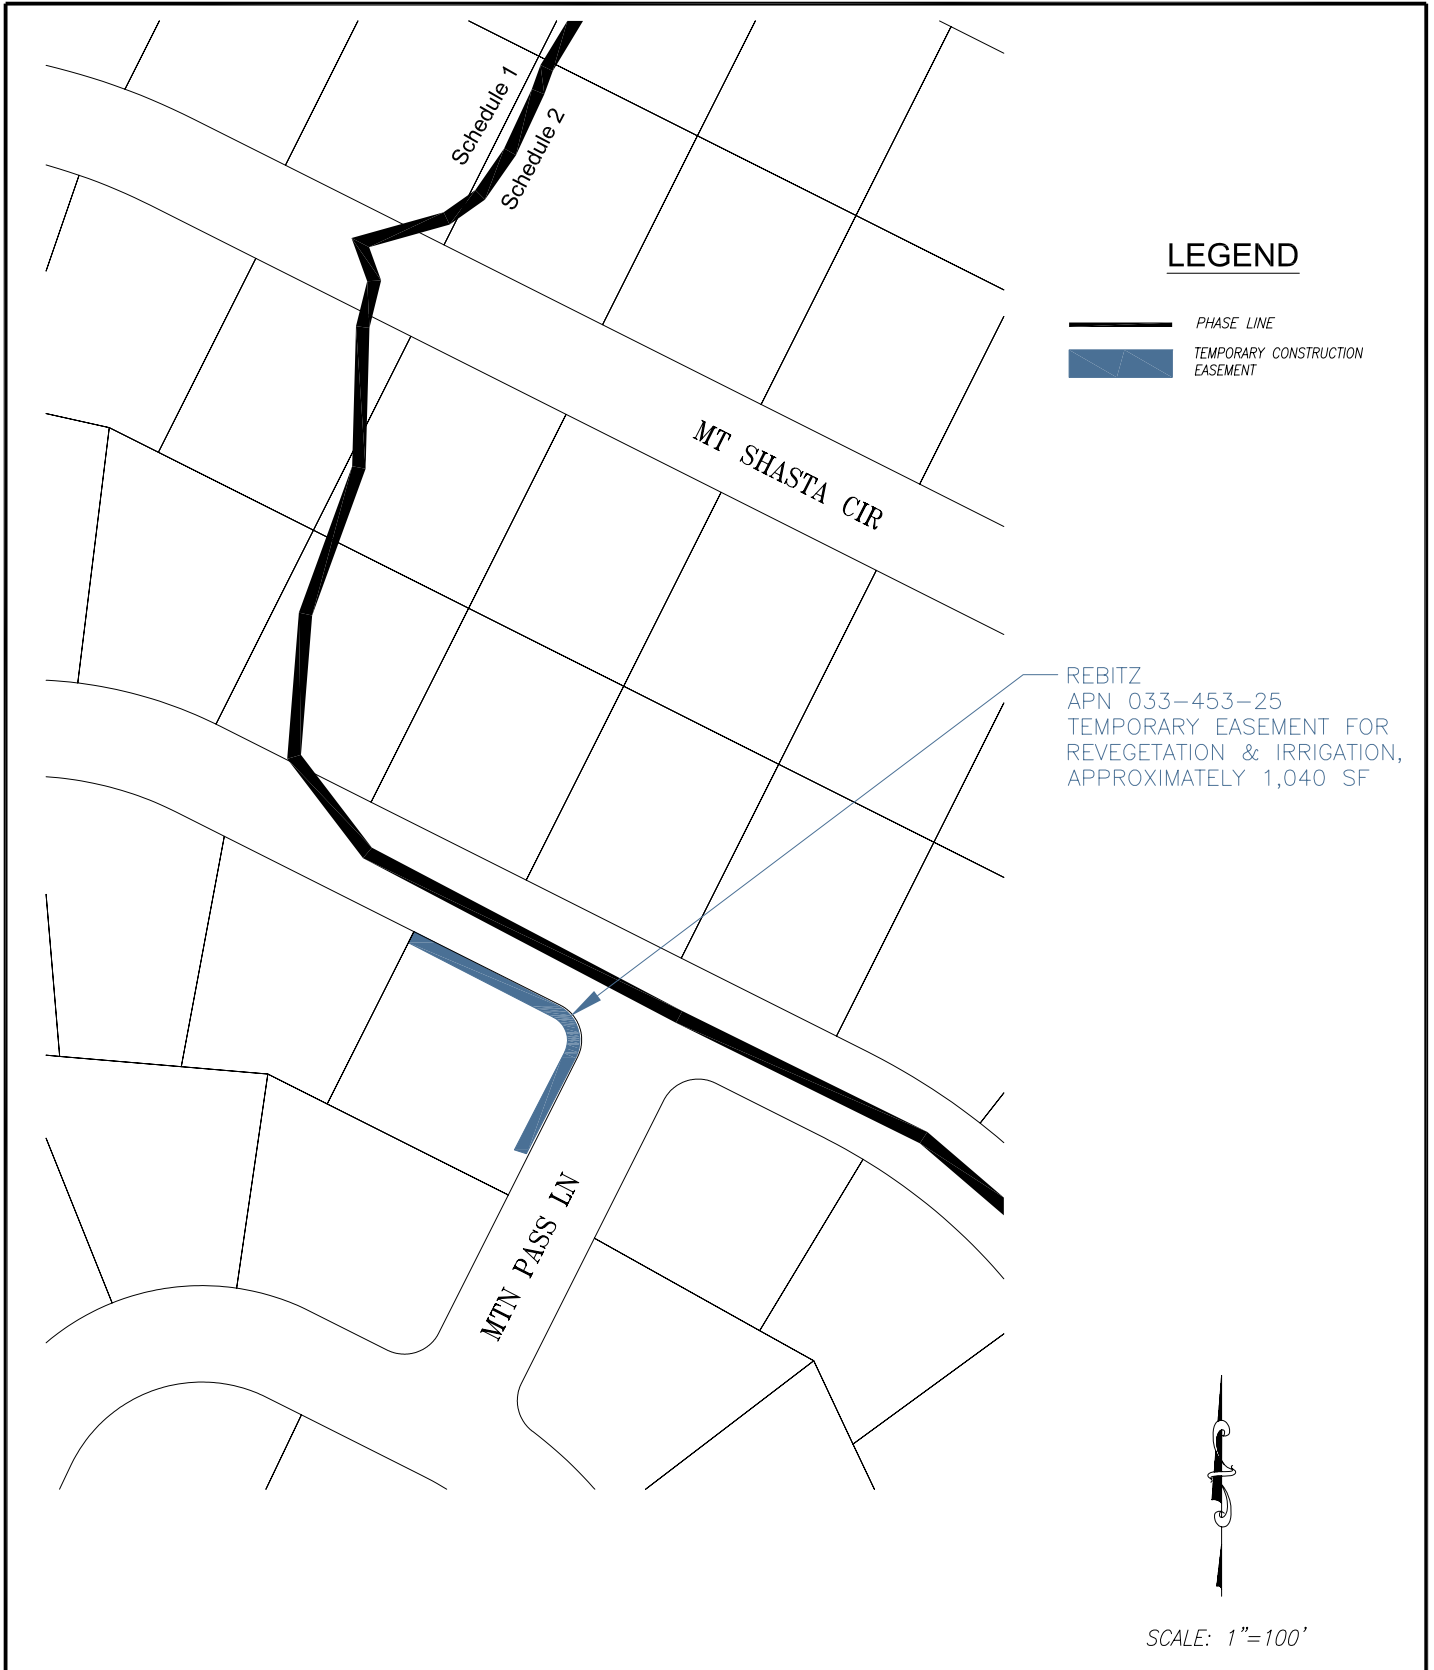 Schedule 1
Schedule 2
LEGEND
PHASE LINE
TEMPORARY CONSTRUCTION
EASEMENT
MT SHASTA CIR
REBITZ
APN 033-453-25
TEMPORARY EASEMENT FOR
REVEGETATION & IRRIGATION,
APPROXIMATELY 1,040 SF
MTN PASS LN
SCALE: 1"=100'